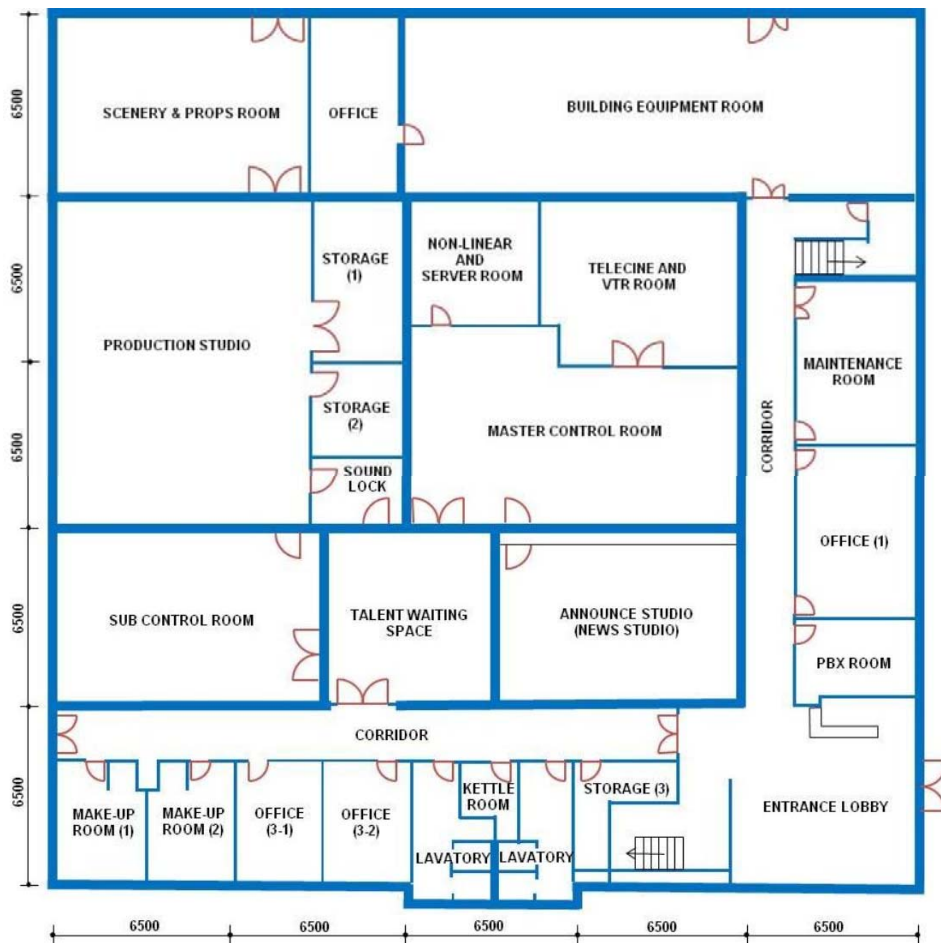 SCENERY & PROPS ROOM
OFFICE
BUILDING EQUIPMENT ROOM
6500
STORAGE
(1)
NON-LINEAR
AND
SERVER ROOM
TELECINE AND
VTR ROOM
6500
PRODUCTION STUDIO
MAINTENANCE
ROOM
STORAGE
(2)
MASTER CONTROL ROOM
CORRIDOR
6500
SOUND
LOCK
OFFICE (1)
SUB CONTROL ROOM
TALENT WAITING
SPACE
ANNOUNCE STUDIO
(NEWS STUDIO)
6500
PBX ROOM
CORRIDOR
6500
MAKE-UP
ROOM (1)
MAKE-UP
ROOM (2)
OFFICE
(3-1)
OFFICE
(3-2)
KETTLE
ROOM
STORAGE (3)
ENTRANCE LOBBY
LAVATORY
LAVATORY
6500
6500
6500
6500
6500